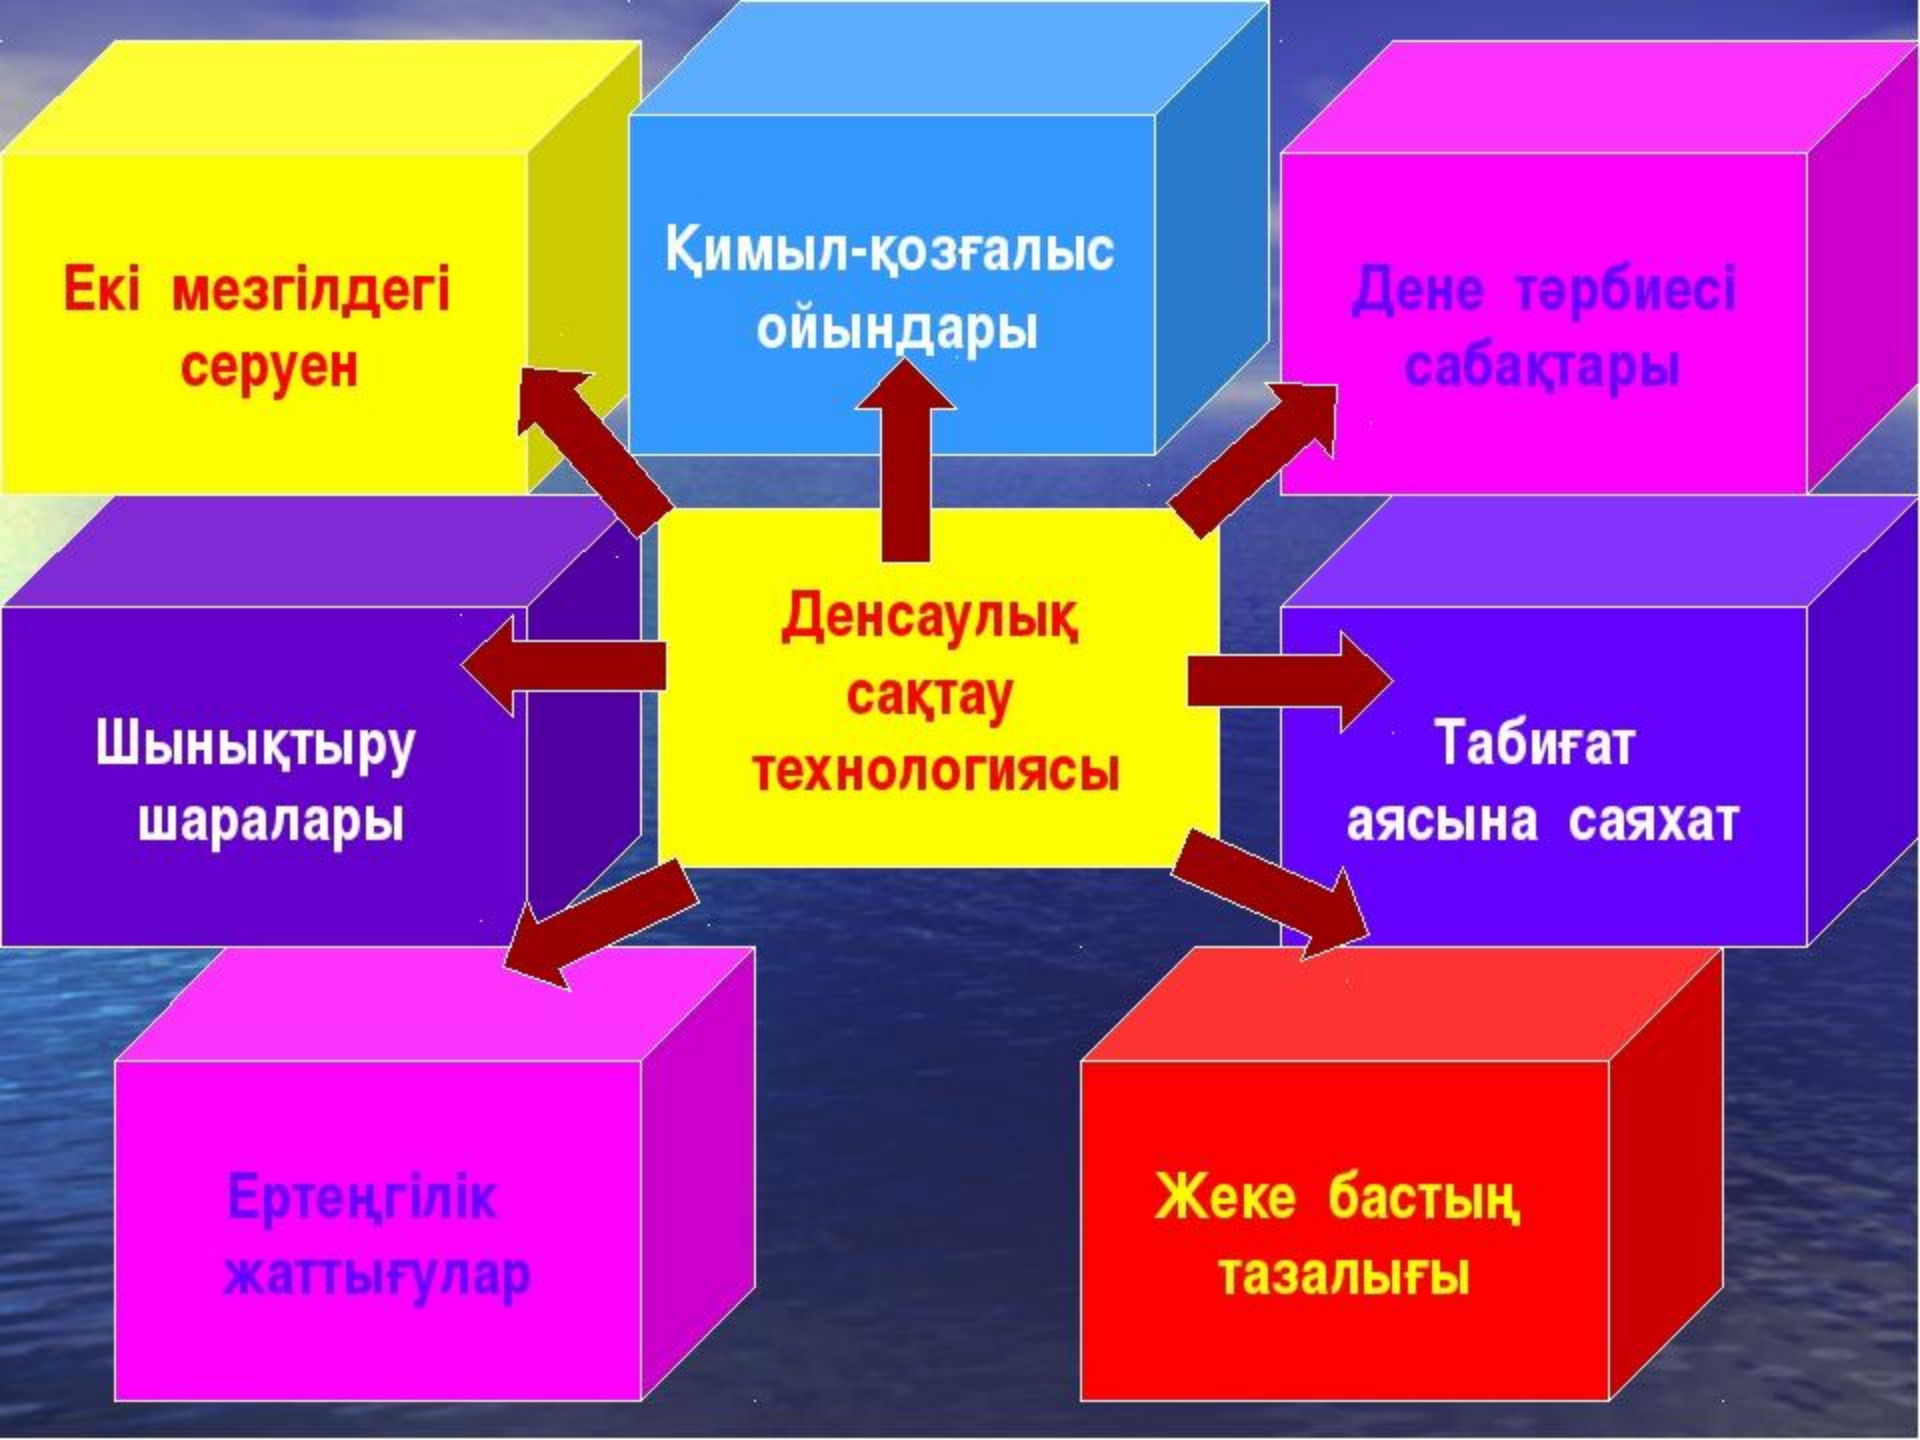 Екі мезгілдегі
серуен
Қимыл-қозғалыс
ойындары
Дене тәрбиесі
сабақтары
Шынықтыру
шаралары
Денсаулық
сақтау
технологиясы
Табиғат
аясына саяхат
Ертеңгілік
жаттығулар
Жеке бастың
тазалығы